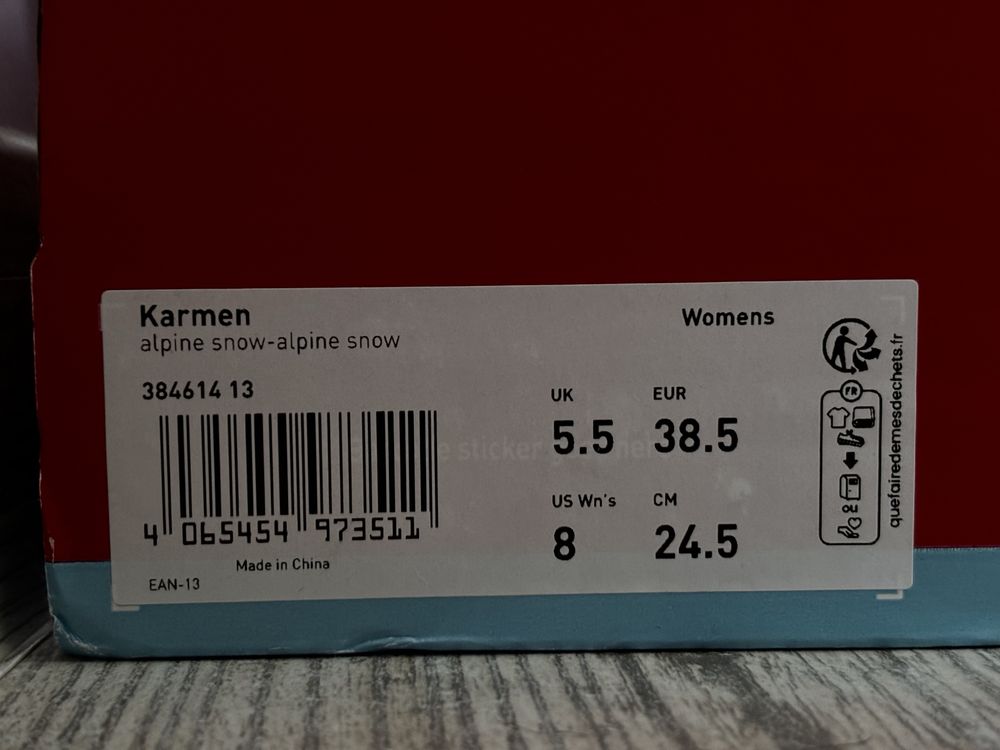 Karmen
Womens
alpine snow-alpine snow
384614 13
UK
EUR
5.5
38.5
US Wn's
CM
8
24.5
4 065454 973511
Made in China
EAN-13
FR
quefairedemesdechets.fr
sticker